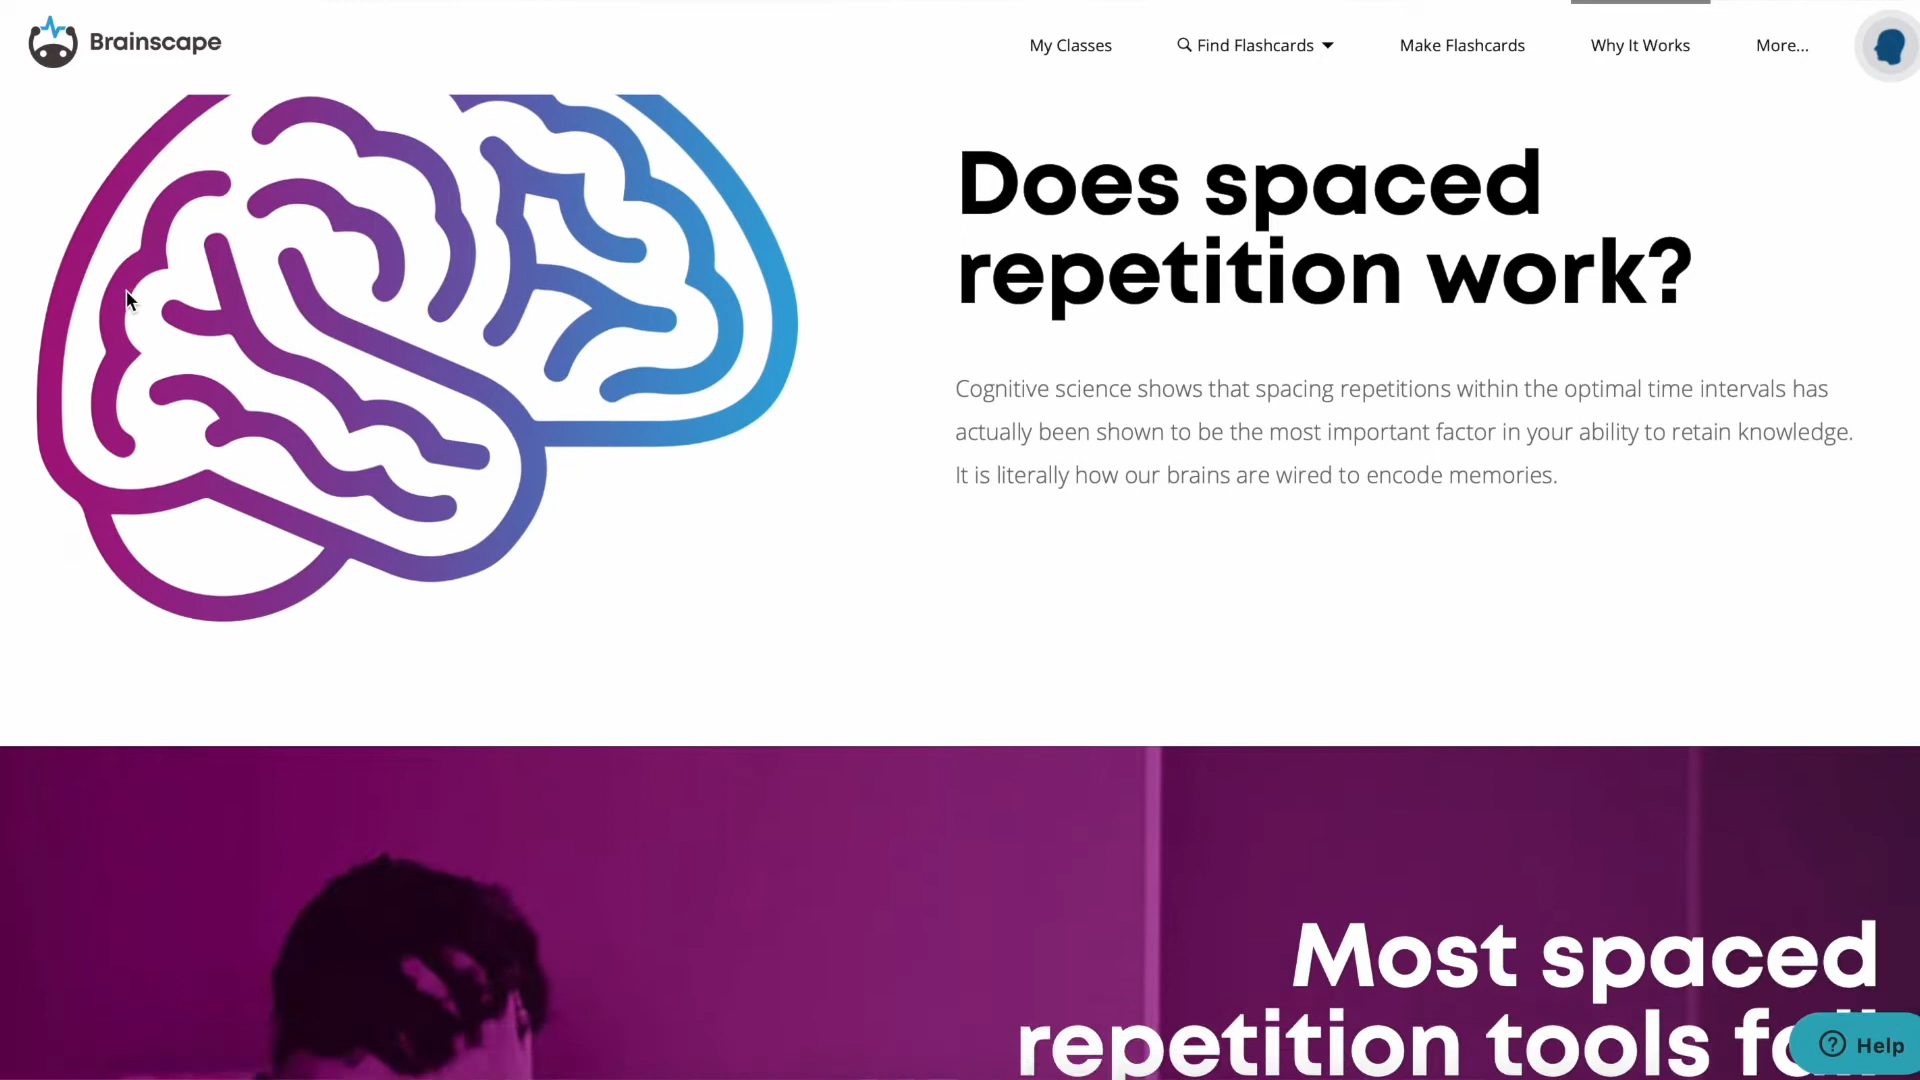 Brainscape
My Classes
Find Flashcards
Make Flashcards
Why It Works
More...
Does spaced
repetition work?
Cognitive science shows that spacing repetitions within the optimal time intervals has
actually been shown to be the most important factor in your ability to retain knowledge.
It is literally how our brains are wired to encode memories.
Most spaced
repetition tools
Help